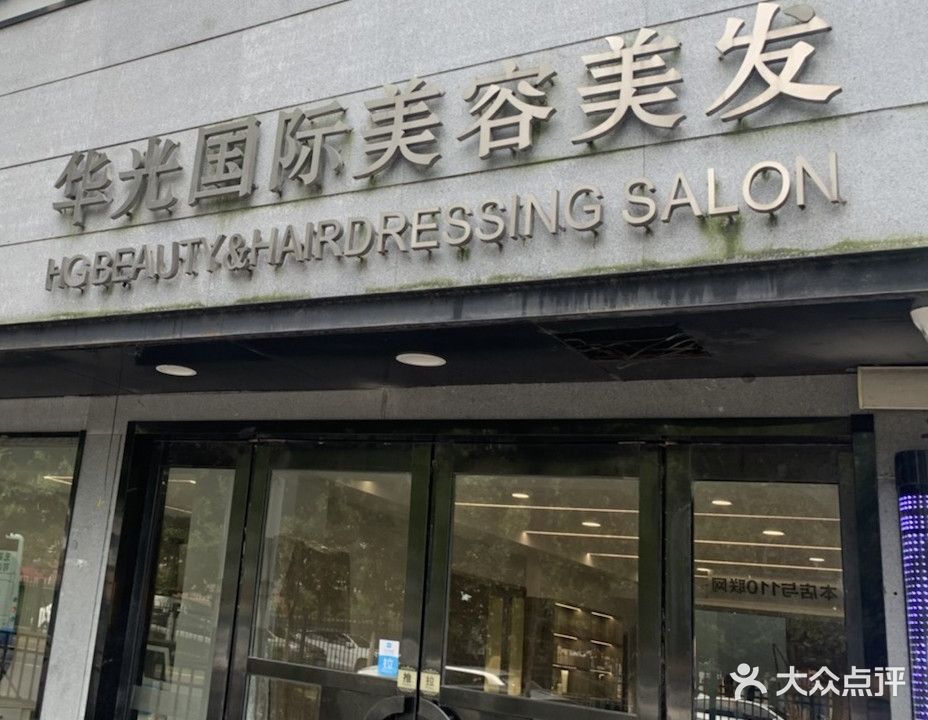 华光国际美容美发
HGBEAUTY&HAIRDRESSING SALON
本店与110联网
拉
推 拉
大众点评